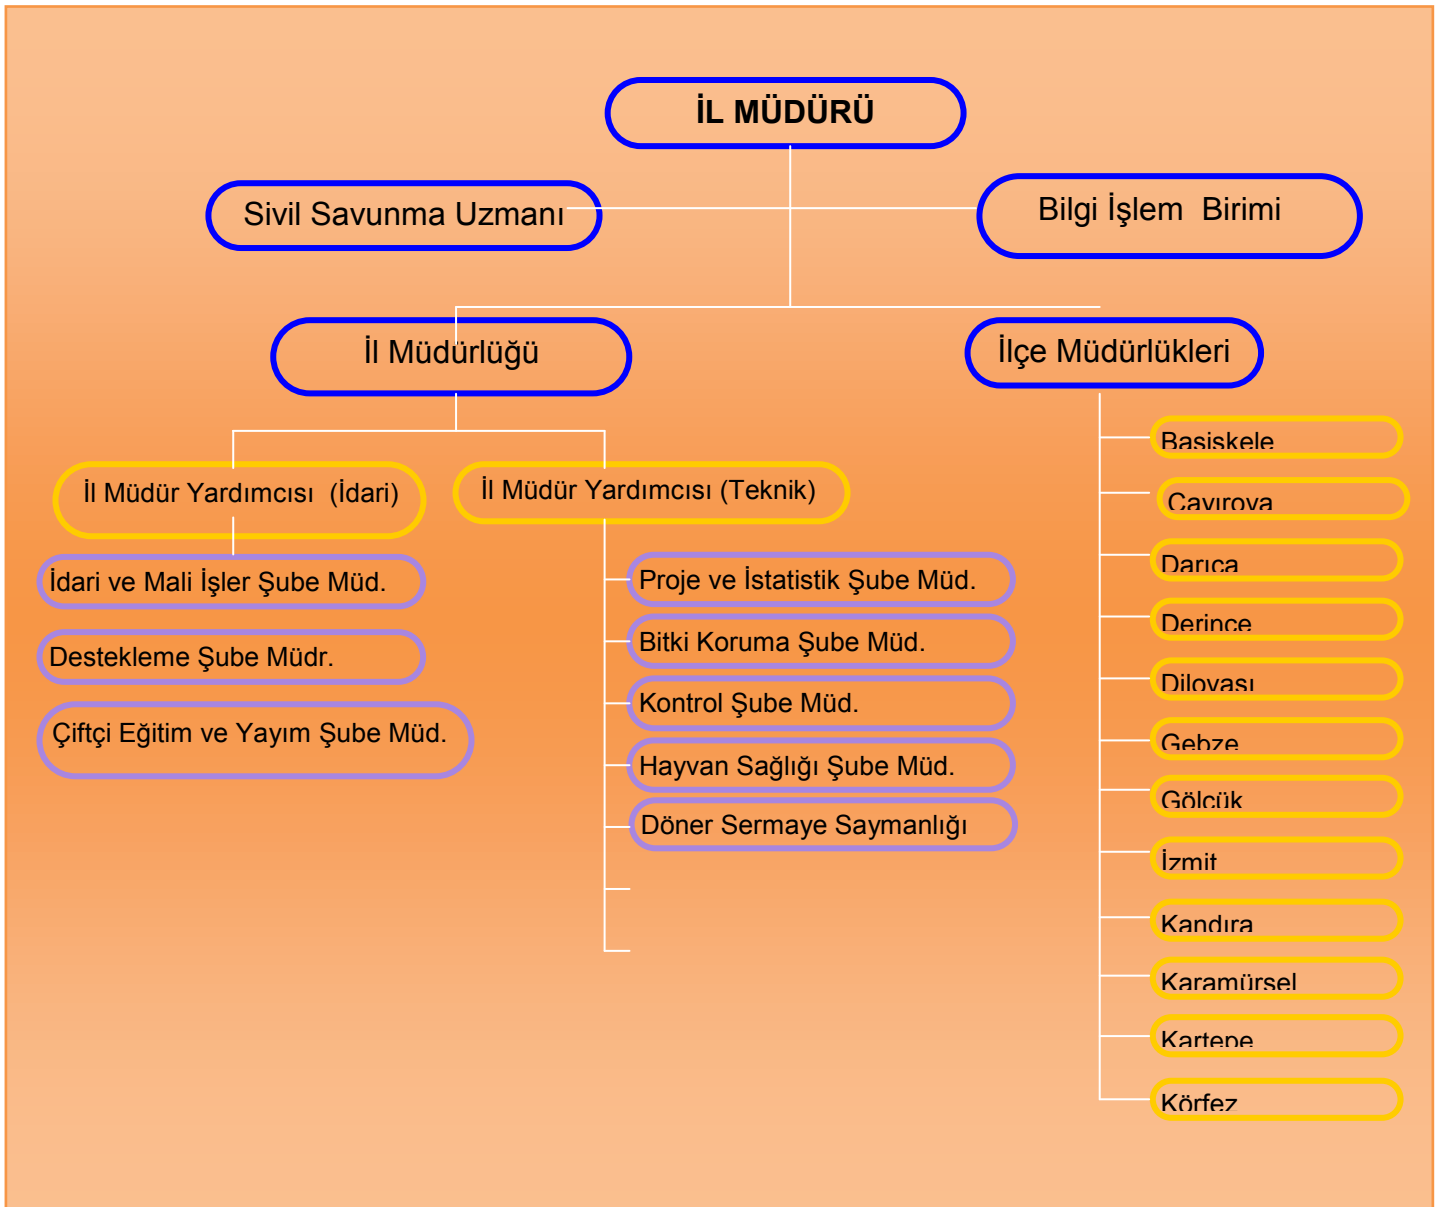 İL MÜDÜRÜ
Sivil Savunma Uzmanı
Bilgi İşlem Birimi
İl Müdürlüğü
İlçe Müdürlükleri
İl Müdür Yardımcısı (İdari)
İl Müdür Yardımcısı (Teknik)
İdari ve Mali İşler Şube Müd.
Destekleme Şube Müdr.
Çiftçi Eğitim ve Yayım Şube Müd.
Proje ve İstatistik Şube Müd.
Bitki Koruma Şube Müd.
Kontrol Şube Müd.
Hayvan Sağlığı Şube Müd.
Döner Sermaye Saymanlığı
Basiskele
Cayırova
Darıca
Derince
Dilovası
Gebze
Gölcük
İzmit
Kandıra
Karamürsel
Kartepe
Körfez